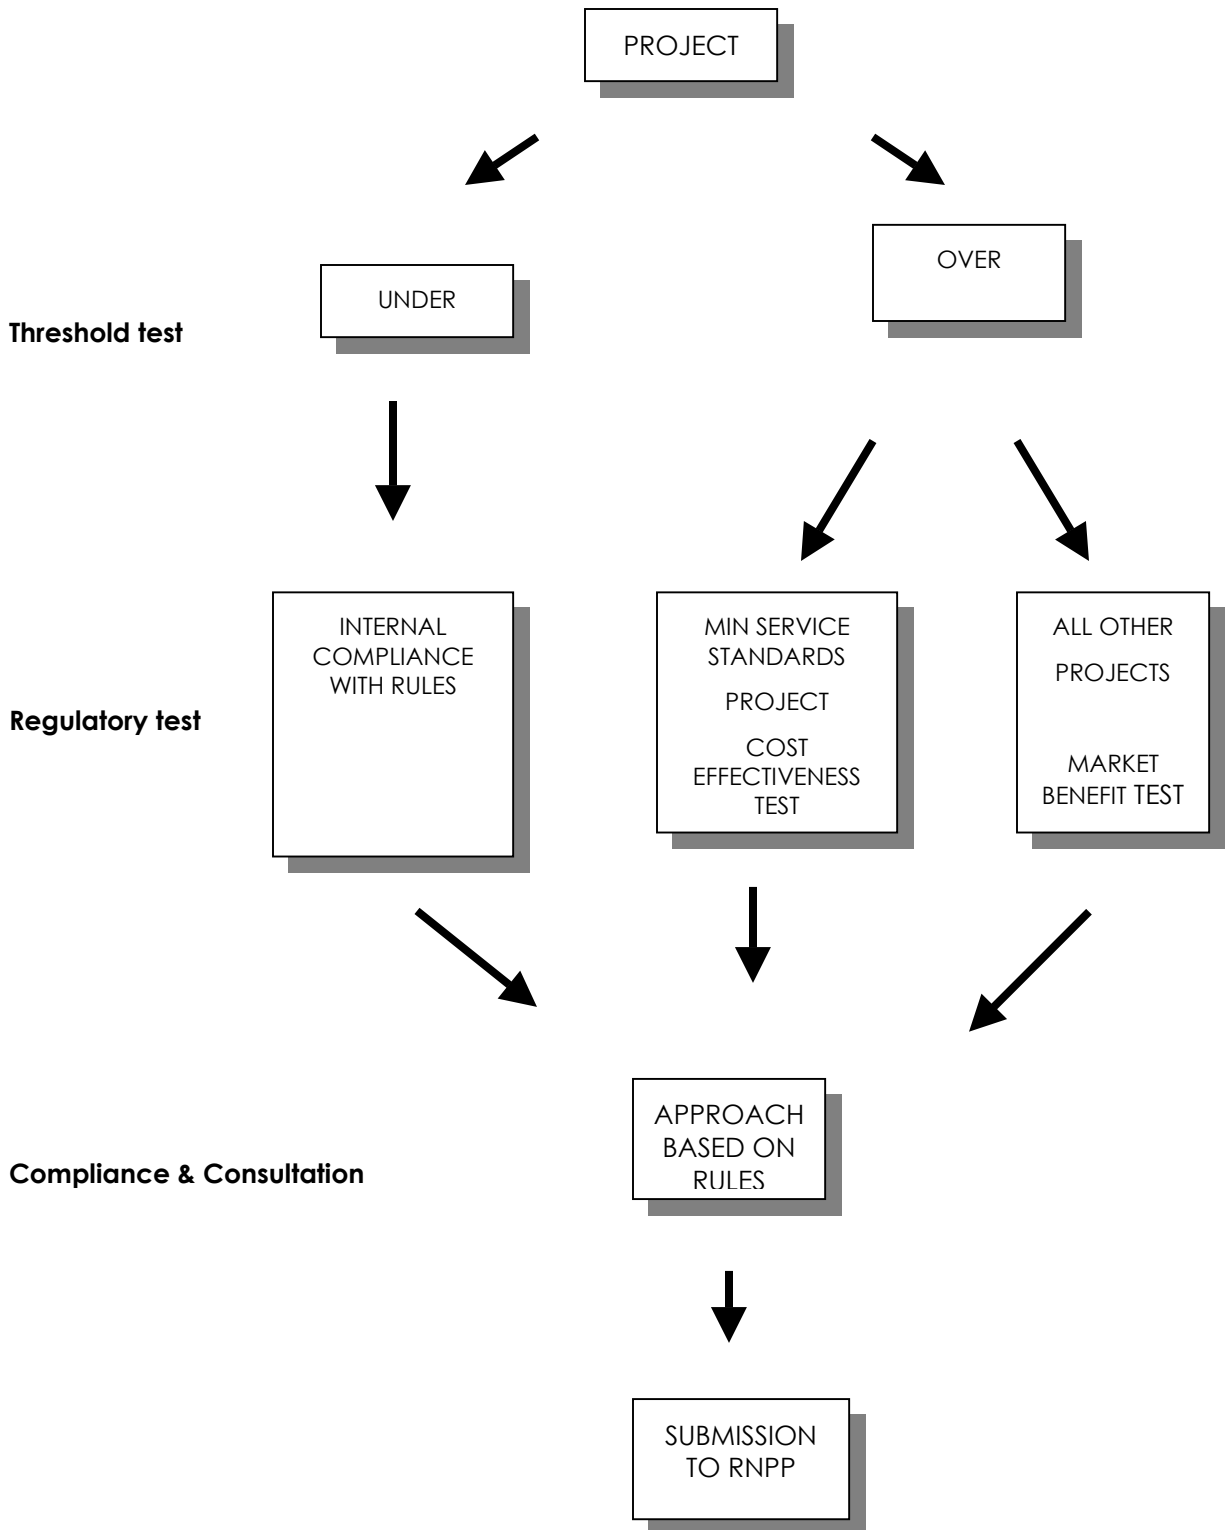 PROJECT
OVER
UNDER
Threshold test
INTERNAL
COMPLIANCE
WITH RULES
MIN SERVICE
STANDARDS
PROJECT
COST
EFFECTIVENESS
TEST
ALL OTHER
PROJECTS
MARKET
BENEFIT TEST
Regulatory test
APPROACH
BASED ON
RULES
Compliance & Consultation
SUBMISSION
TO RNPP